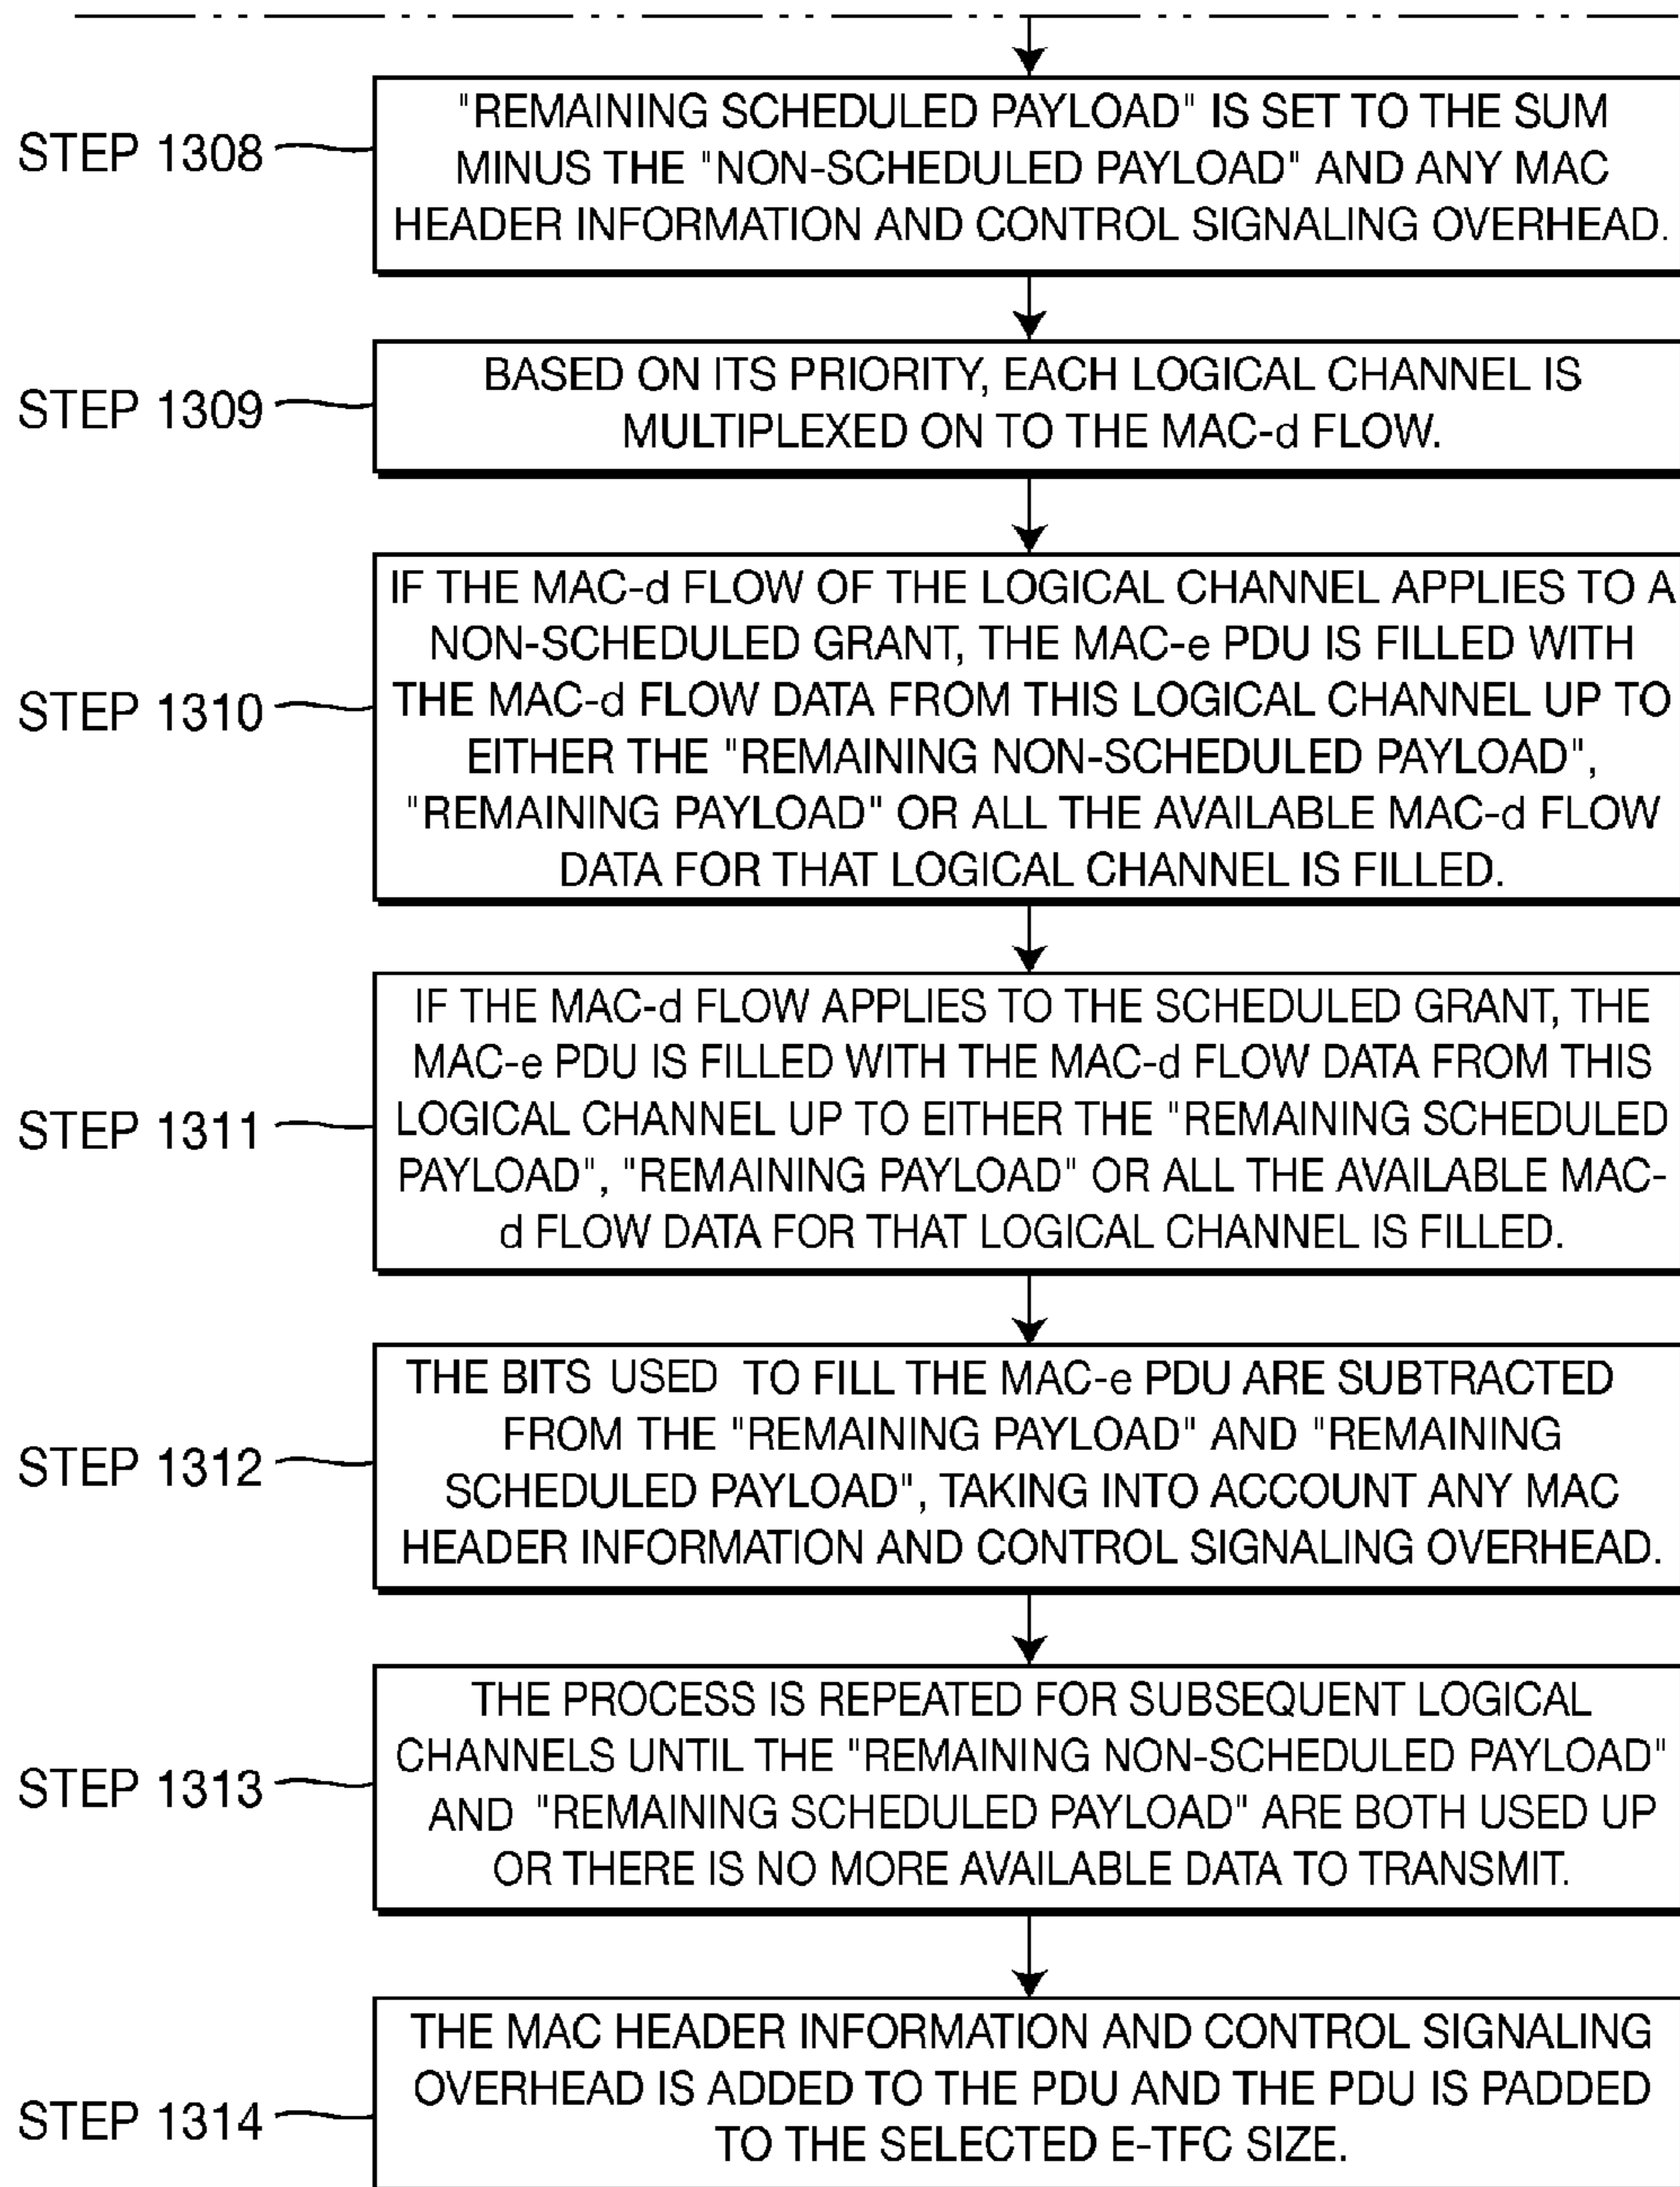 STEP 1308
"REMAINING SCHEDULED PAYLOAD" IS SET TO THE SUM
MINUS THE "NON-SCHEDULED PAYLOAD" AND ANY MAC
HEADER INFORMATION AND CONTROL SIGNALING OVERHEAD.
STEP 1309
BASED ON ITS PRIORITY, EACH LOGICAL CHANNEL IS
MULTIPLEXED ON TO THE MAC-d FLOW.
STEP 1310
IF THE MAC-d FLOW OF THE LOGICAL CHANNEL APPLIES TO A
NON-SCHEDULED GRANT, THE MAC-e PDU IS FILLED WITH
THE MAC-d FLOW DATA FROM THIS LOGICAL CHANNEL UP TO
EITHER THE "REMAINING NON-SCHEDULED PAYLOAD",
"REMAINING PAYLOAD" OR ALL THE AVAILABLE MAC-d FLOW
DATA FOR THAT LOGICAL CHANNEL IS FILLED.
STEP 1311
IF THE MAC-d FLOW APPLIES TO THE SCHEDULED GRANT, THE
MAC-e PDU IS FILLED WITH THE MAC-d FLOW DATA FROM THIS
LOGICAL CHANNEL UP TO EITHER THE "REMAINING SCHEDULED
PAYLOAD", "REMAINING PAYLOAD" OR ALL THE AVAILABLE MAC-
d FLOW DATA FOR THAT LOGICAL CHANNEL IS FILLED.
STEP 1312
THE BITS USED TO FILL THE MAC-e PDU ARE SUBTRACTED
FROM THE "REMAINING PAYLOAD" AND "REMAINING
SCHEDULED PAYLOAD", TAKING INTO ACCOUNT ANY MAC
HEADER INFORMATION AND CONTROL SIGNALING OVERHEAD.
STEP 1313
THE PROCESS IS REPEATED FOR SUBSEQUENT LOGICAL
CHANNELS UNTIL THE "REMAINING NON-SCHEDULED PAYLOAD"
AND "REMAINING SCHEDULED PAYLOAD" ARE BOTH USED UP
OR THERE IS NO MORE AVAILABLE DATA TO TRANSMIT.
STEP 1314
THE MAC HEADER INFORMATION AND CONTROL SIGNALING
OVERHEAD IS ADDED TO THE PDU AND THE PDU IS PADDED
TO THE SELECTED E-TFC SIZE.